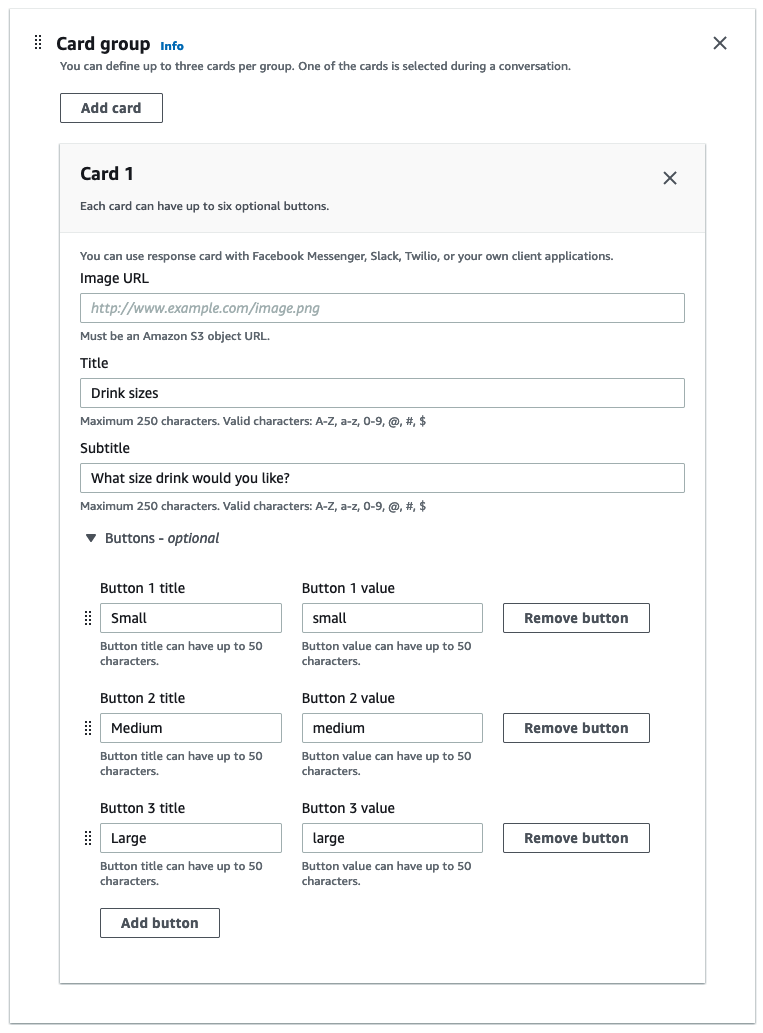 Card group Info
You can define up to three cards per group. One of the cards is selected during a conversation.
Add card
Card 1
Each card can have up to six optional buttons.
You can use response card with Facebook Messenger, Slack, Twilio, or your own client applications.
Image URL
http://www.example.com/image.png
Must be an Amazon S3 object URL.
Title
Drink sizes
Maximum 250 characters. Valid characters: A-Z, a-z, 0-9, @, #, $
Subtitle
What size drink would you like?
Maximum 250 characters. Valid characters: A-Z, a-z, 0-9, @, #, $
Buttons - optional
Button 1 title Button 1 value
Small small Remove button
Button title can have up to 50 Button value can have up to 50
characters. characters.
Button 2 title Button 2 value
Medium medium Remove button
Button title can have up to 50 Button value can have up to 50
characters. characters.
Button 3 title Button 3 value
Large large Remove button
Button title can have up to 50 Button value can have up to 50
characters. characters.
Add button